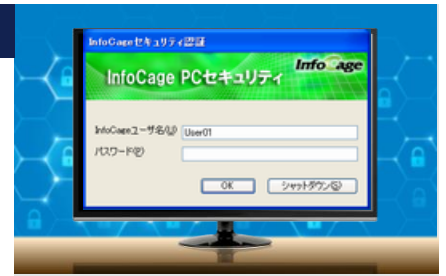 InfoCageセキュリティ認証
InfoCage
InfoCage PCセキュリティ
InfoCageユーザ名(U) User01
パスワード(P)
OK シャットダウン(S)